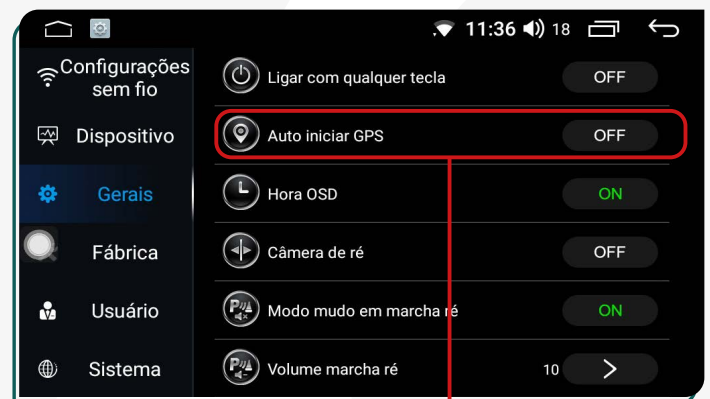 11:36 18
Configurações
sem fio
Ligar com qualquer tecla OFF
Dispositivo
Auto iniciar GPS OFF
Gerais
Hora OSD ON
Fábrica
Câmera de ré OFF
Usuário
Modo mudo em marcha ré ON
Sistema
Volume marcha ré 10